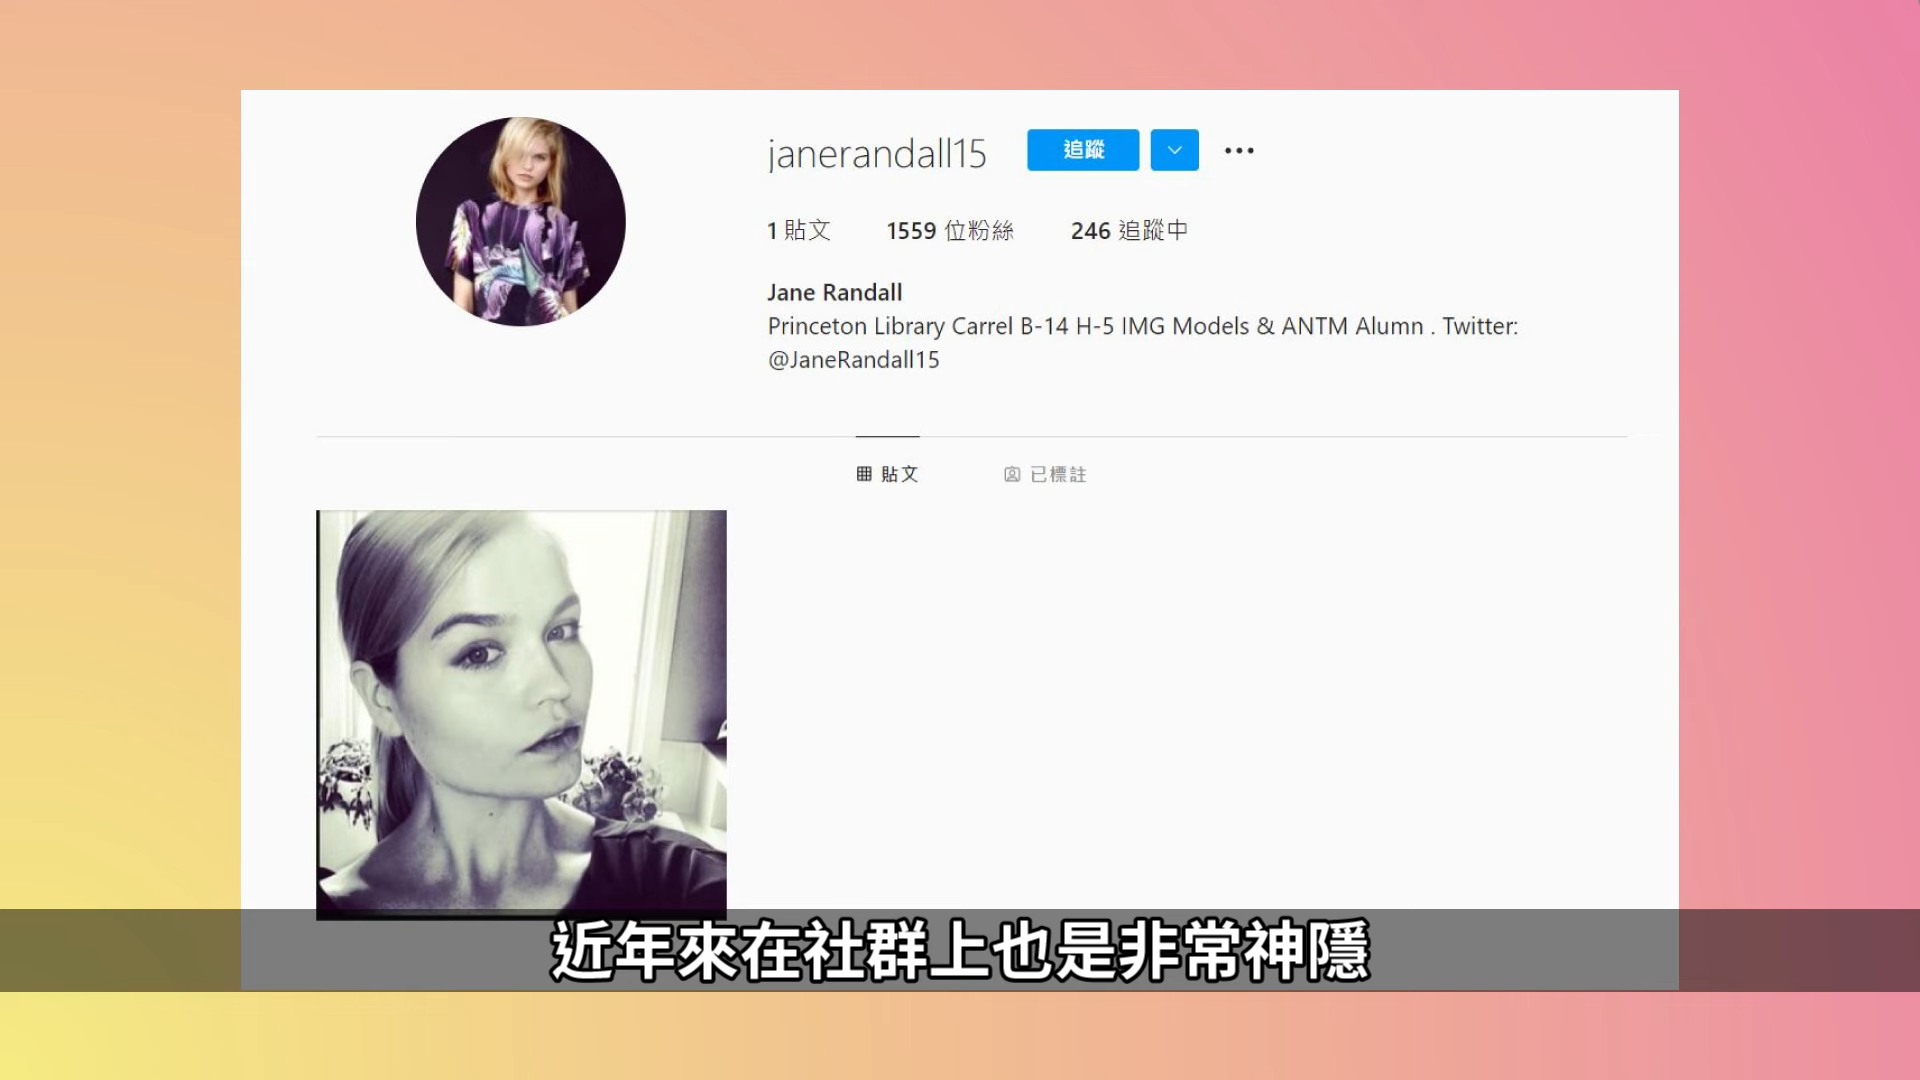 janerandall15 追蹤
1 貼文 1559 位粉絲 246 追蹤中
Jane Randall
Princeton Library Carrel B-14 H-5 IMG Models & ANTM Alumn . Twitter:
@JaneRandall15
貼文 已標註
近年來在社群上也是非常神隱